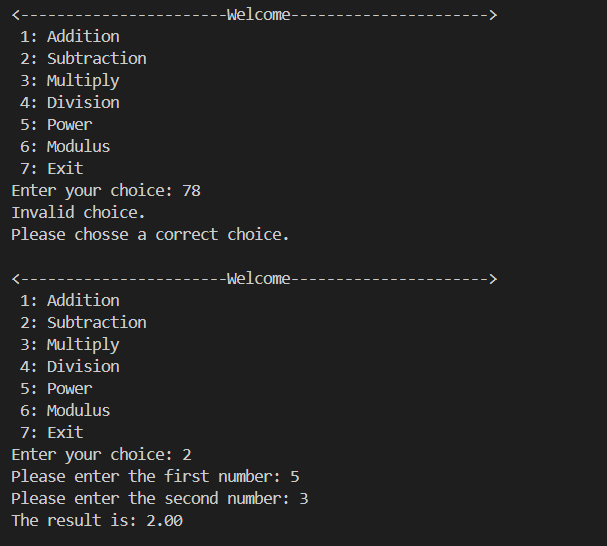 <-----------------------Welcome---------------------->
1: Addition
2: Subtraction
3: Multiply
4: Division
5: Power
6: Modulus
7: Exit
Enter your choice: 78
Invalid choice.
Please chosse a correct choice.
<-----------------------Welcome---------------------->
1: Addition
2: Subtraction
3: Multiply
4: Division
5: Power
6: Modulus
7: Exit
Enter your choice: 2
Please enter the first number: 5
Please enter the second number: 3
The result is: 2.00